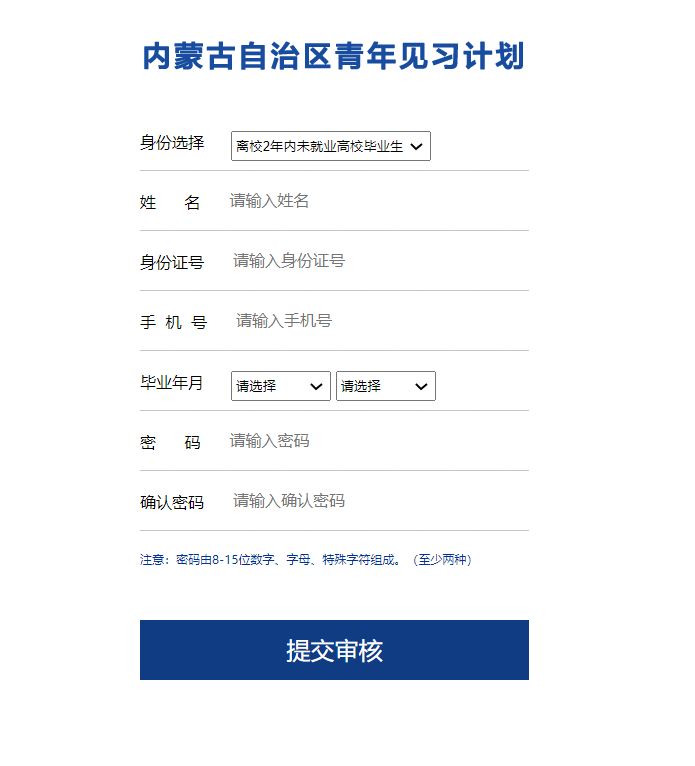 内蒙古自治区青年见习计划
身份选择 离校2年内未就业高校毕业生
姓 名 请输入姓名
身份证号 请输入身份证号
手 机 号 请输入手机号
毕业年月 请选择 请选择
密 码 请输入密码
确认密码 请输入确认密码
注意：密码由8-15位数字、字母、特殊字符组成。（至少两种）
提交审核